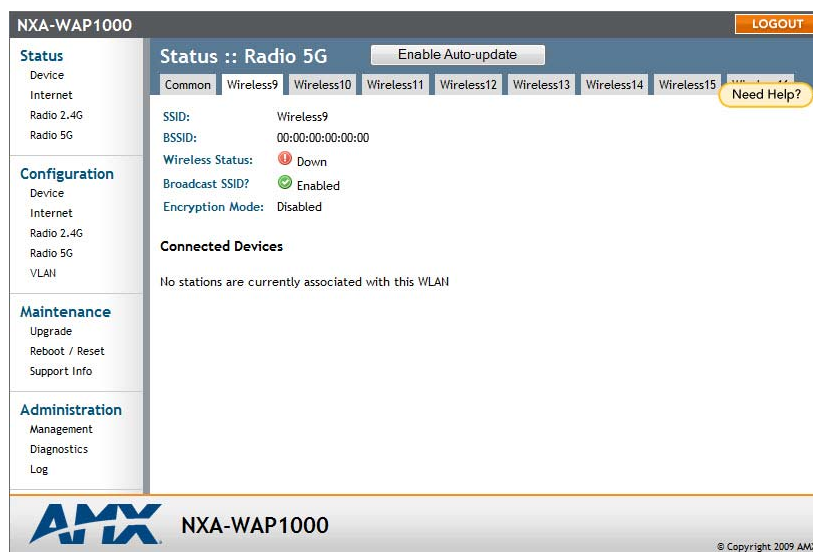 NXA-WAP1000
LOGOUT
Status
Device
Internet
Radio 2.4G
Radio 5G
Configuration
Device
Internet
Radio 2.4G
Radio 5G
VLAN
Maintenance
Upgrade
Reboot / Reset
Support Info
Administration
Management
Diagnostics
Log
Status :: Radio 5G
Enable Auto-update
Common Wireless9 Wireless10 Wireless11 Wireless12 Wireless13 Wireless14 Wireless15
Need Help?
SSID: Wireless9
BSSID: 00:00:00:00:00:00
Wireless Status: Down
Broadcast SSID? Enabled
Encryption Mode: Disabled
Connected Devices
No stations are currently associated with this WLAN
AMX NXA-WAP1000
© Copyright 2009 AMX